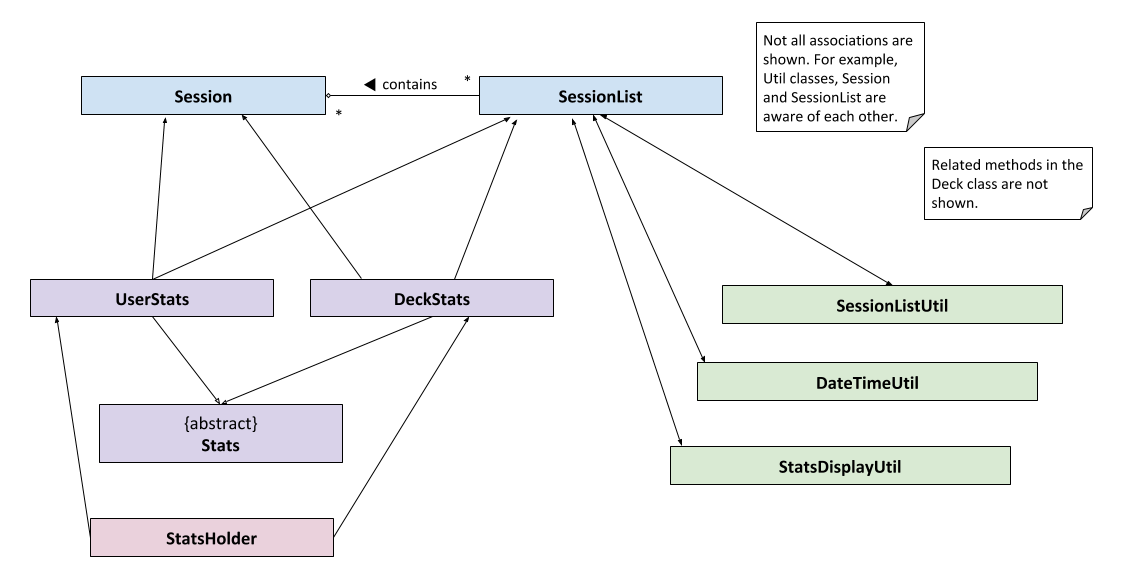 Not all associations are
shown. For example,
Util classes, Session
and SessionList are
aware of each other.
◀ contains
*
Session
SessionList
*
Related methods in the
Deck class are not
shown.
UserStats
DeckStats
SessionListUtil
DateTimeUtil
{abstract}
Stats
StatsDisplayUtil
StatsHolder